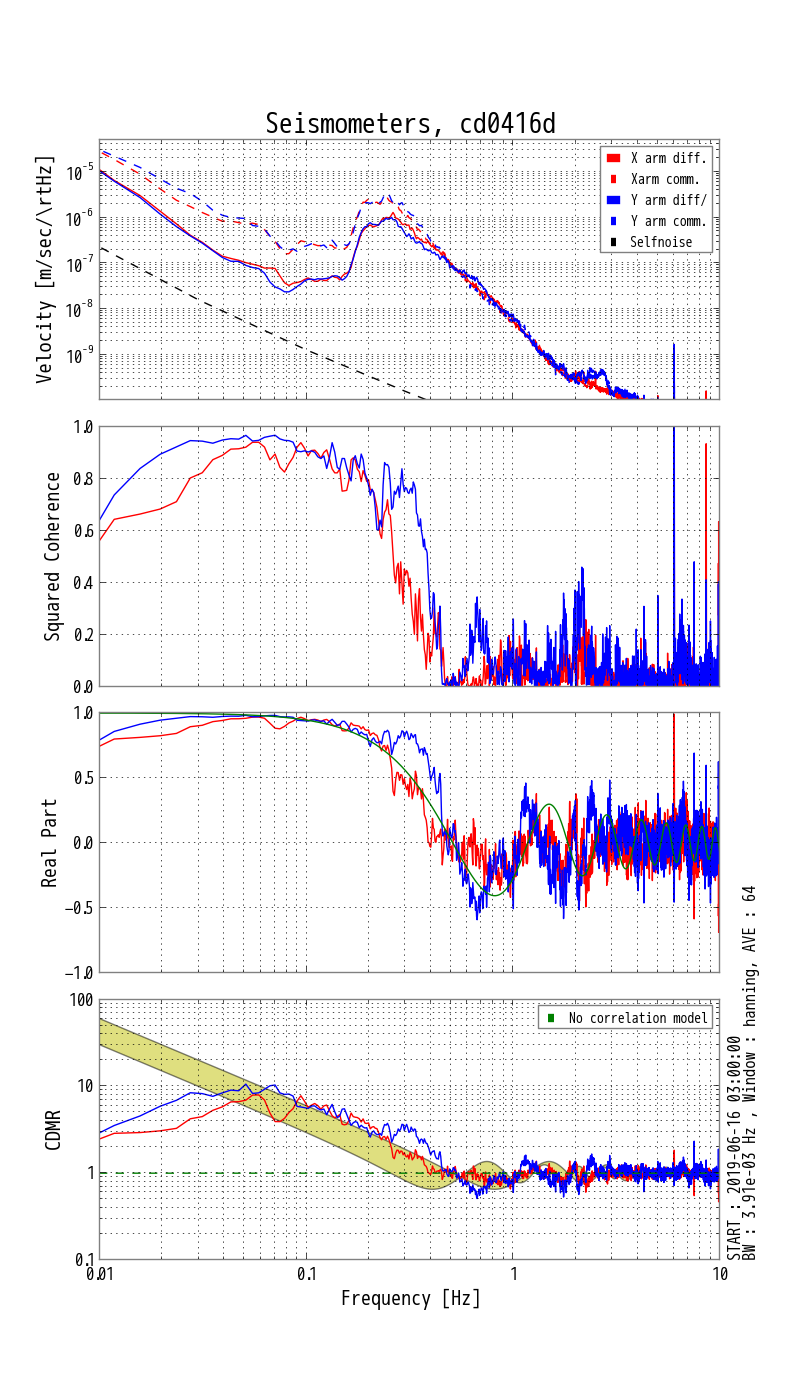 Seismometers, cd0416d
Velocity [m/sec/\rtHz]
10^-5
10^-6
10^-7
10^-8
10^-9
X arm diff.
Xarm comm.
Y arm diff/
Y arm comm.
Selfnoise
Squared Coherence
1.0
0.8
0.6
0.4
0.2
0.0
Real Part
1.0
0.5
0.0
−0.5
−1.0
CDMR
100
10
1
0.1
No correlation model
0.01
0.1
1
10
Frequency [Hz]
START : 2019-06-16 03:00:00
BW : 3.91e-03 Hz , Window : hanning, AVE : 64